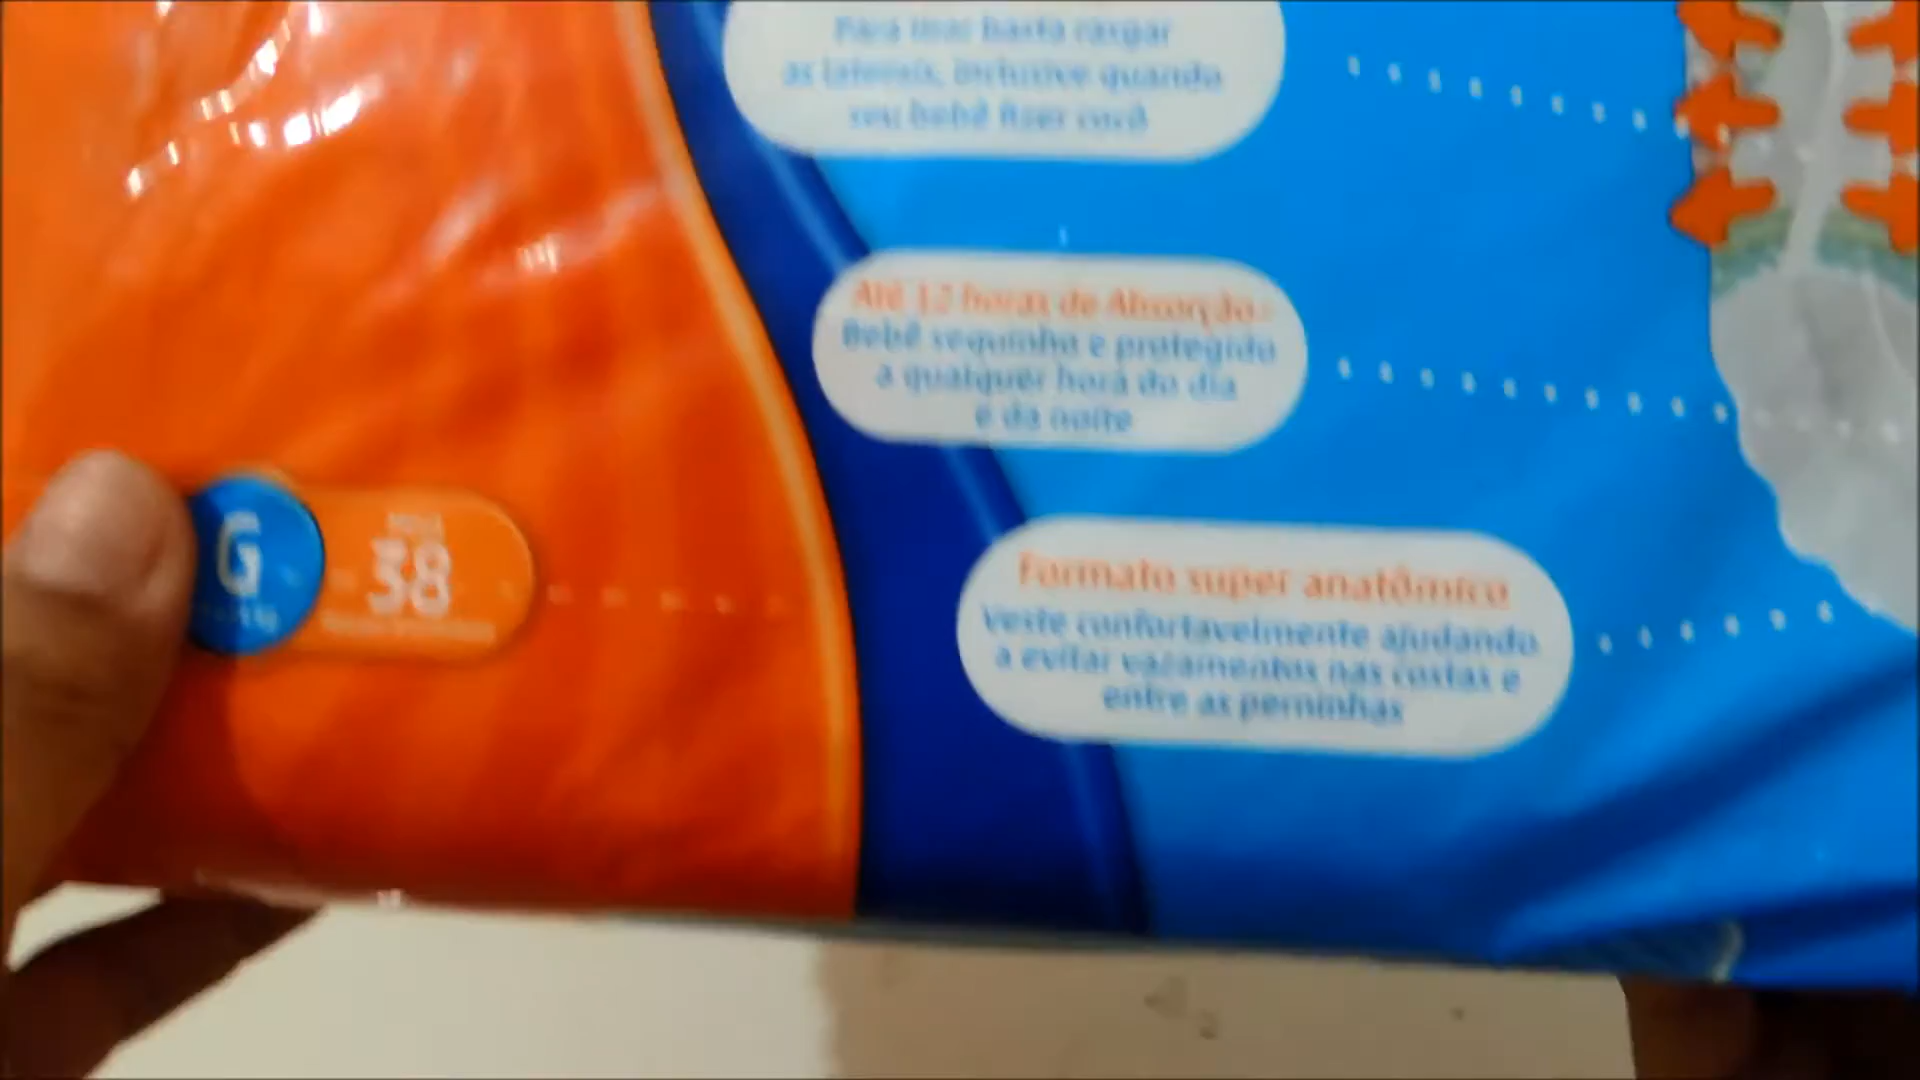 Para tirar basta rasgar
as laterais, inclusive quando
seu bebê fizer cocô
Até 12 horas de Absorção:
Bebê sequinho e protegido
a qualquer hora do dia
e da noite
G
38
Formato super anatômico
Veste confortavelmente ajudando
a evitar vazamentos nas costas e
entre as perninhas